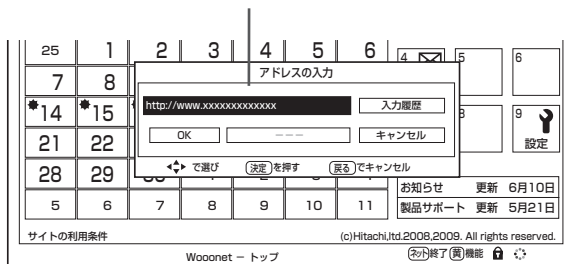 25 1 2 3 4 5 6 4 5 6
アドレスの入力
7 8
http://www.xxxxxxxxxxxxx 入力履歴
14 15 8 9
OK --- キャンセル 設定
21 22
で選び 決定を押す 戻るでキャンセル
28 29 30 1 2 3 4
お知らせ 更新 6月10日
5 6 7 8 9 10 11 製品サポート 更新 5月21日
サイトの利用条件 (c)Hitachi,ltd.2008,2009. All rights reserved.
Wooonet − トップ ネット終了 黄機能